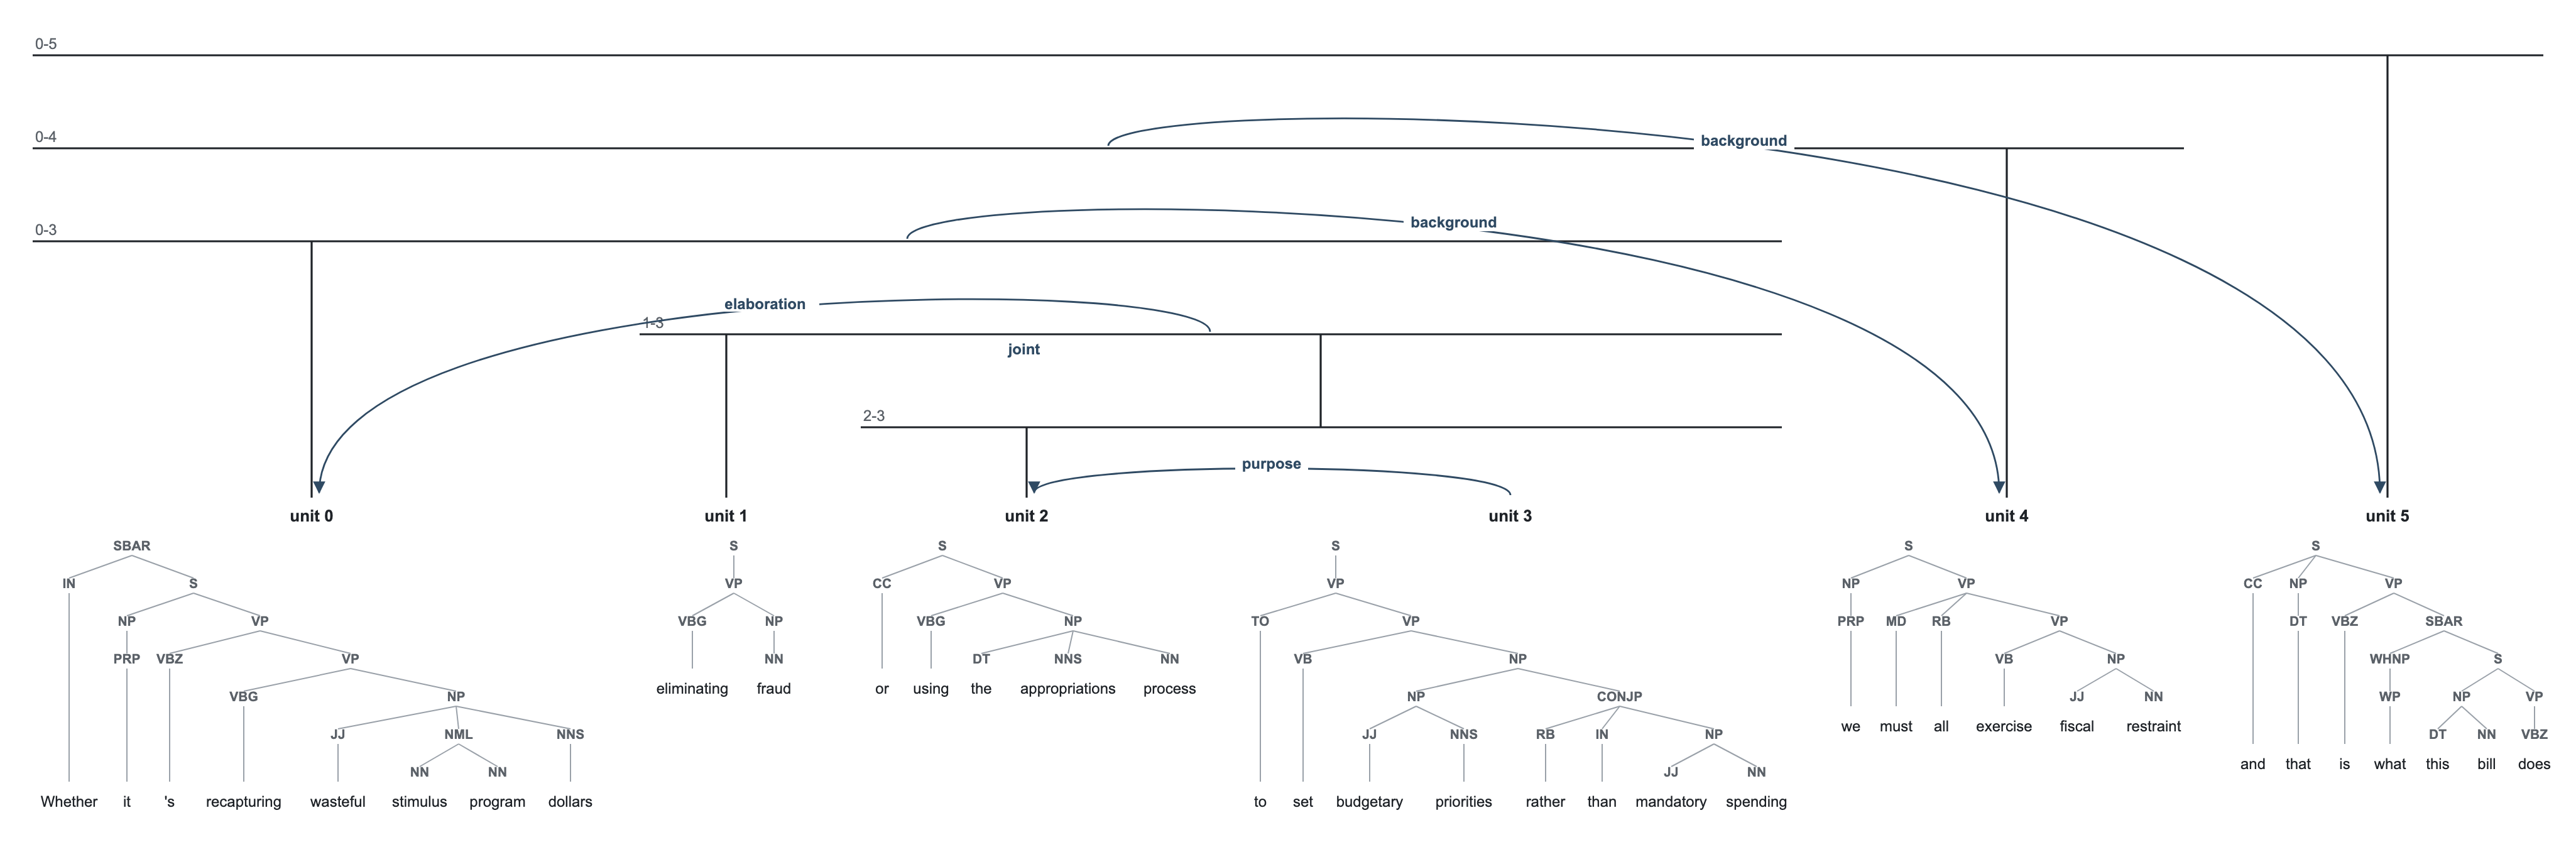 0-5
0-4
background
0-3
background
elaboration
1-3
joint
2-3
purpose
unit 0 unit 1 unit 2 unit 3 unit 4 unit 5
SBAR S S S S S
IN S VP CC VP VP NP VP CC NP VP
NP VP VBG NP VBG NP TO VP PRP MD RB VP DT VBZ SBAR
PRP VBZ VP NN DT NNS NN VB NP VB NP WHNP S
eliminating fraud or using the appropriations process
VBG NP NP CONJP JJ NN WP NP VP
we must all exercise fiscal restraint
JJ NML NNS JJ NNS RB IN NP DT NN VBZ
and that is what this bill does
NN NN JJ NN
Whether it 's recapturing wasteful stimulus program dollars to set budgetary priorities rather than mandatory spending